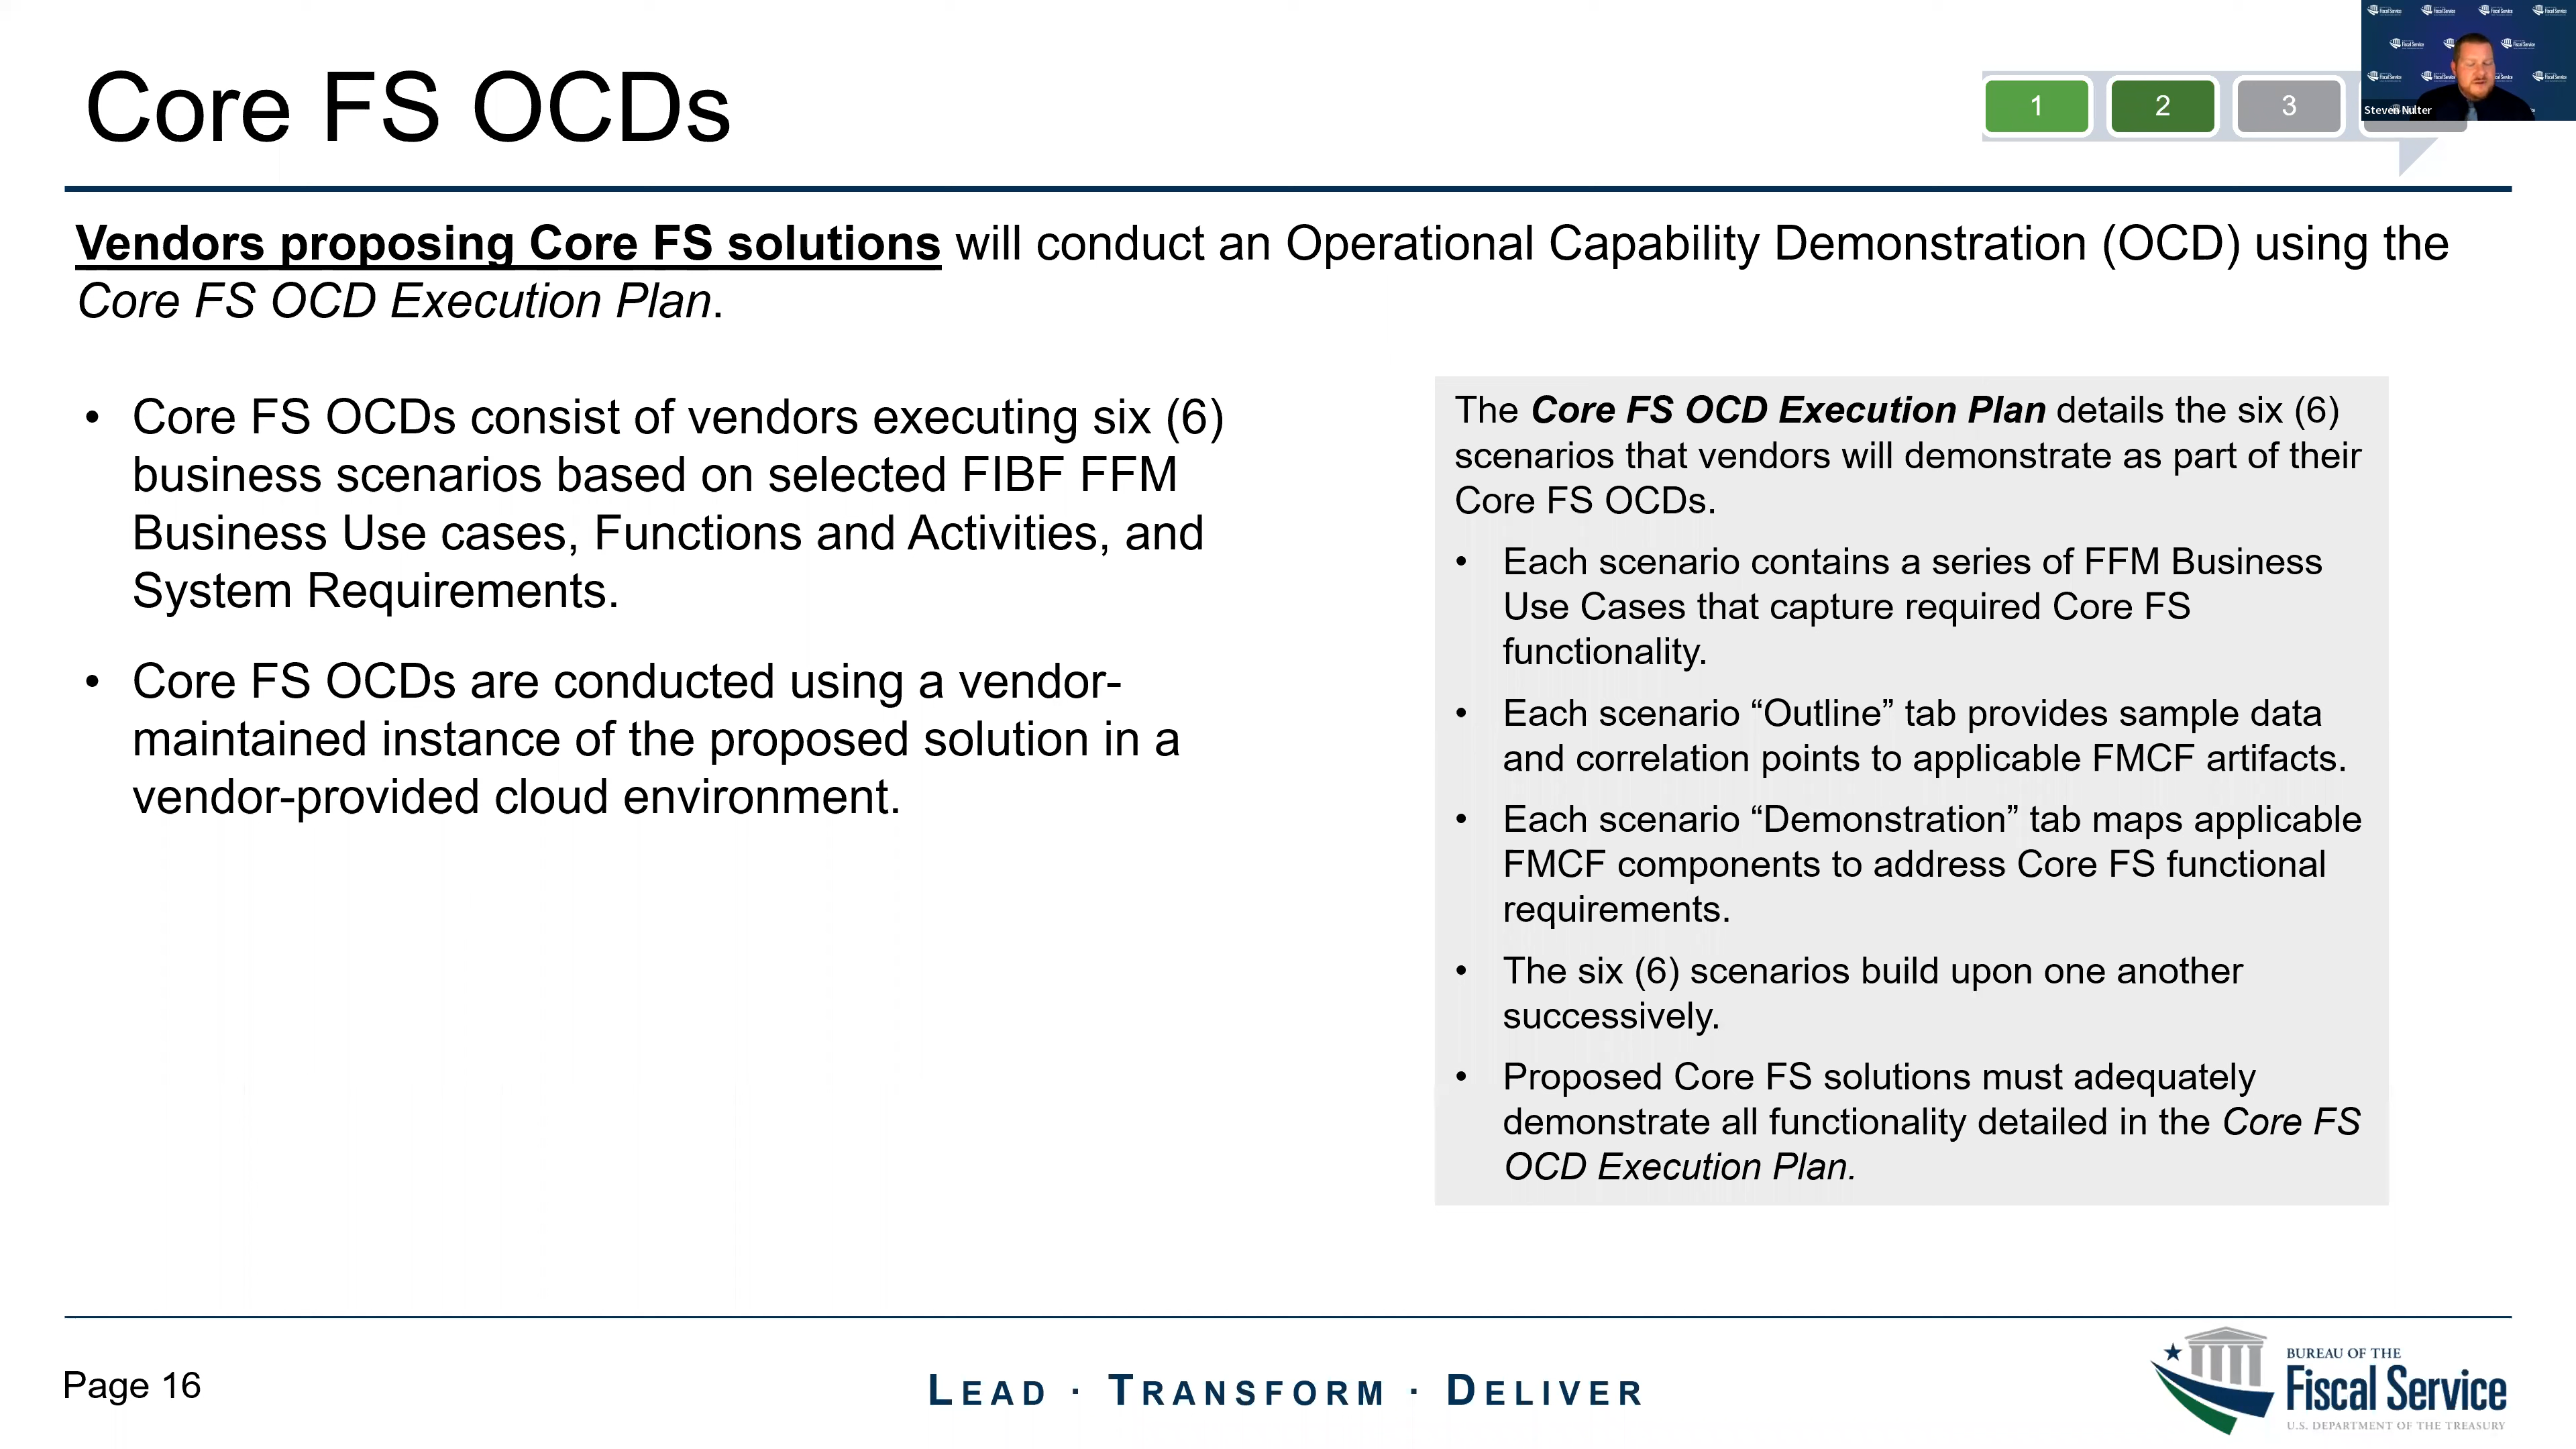 Core FS OCDs
1
2
3
Steven Nulter
Vendors proposing Core FS solutions will conduct an Operational Capability Demonstration (OCD) using the
Core FS OCD Execution Plan.
• Core FS OCDs consist of vendors executing six (6)
business scenarios based on selected FIBF FFM
Business Use cases, Functions and Activities, and
System Requirements.
• Core FS OCDs are conducted using a vendor-
maintained instance of the proposed solution in a
vendor-provided cloud environment.
The Core FS OCD Execution Plan details the six (6)
scenarios that vendors will demonstrate as part of their
Core FS OCDs.
• Each scenario contains a series of FFM Business
Use Cases that capture required Core FS
functionality.
• Each scenario “Outline” tab provides sample data
and correlation points to applicable FMCF artifacts.
• Each scenario “Demonstration” tab maps applicable
FMCF components to address Core FS functional
requirements.
• The six (6) scenarios build upon one another
successively.
• Proposed Core FS solutions must adequately
demonstrate all functionality detailed in the Core FS
OCD Execution Plan.
Page 16
LEAD · TRANSFORM · DELIVER
BUREAU OF THE
Fiscal Service
U.S. DEPARTMENT OF THE TREASURY